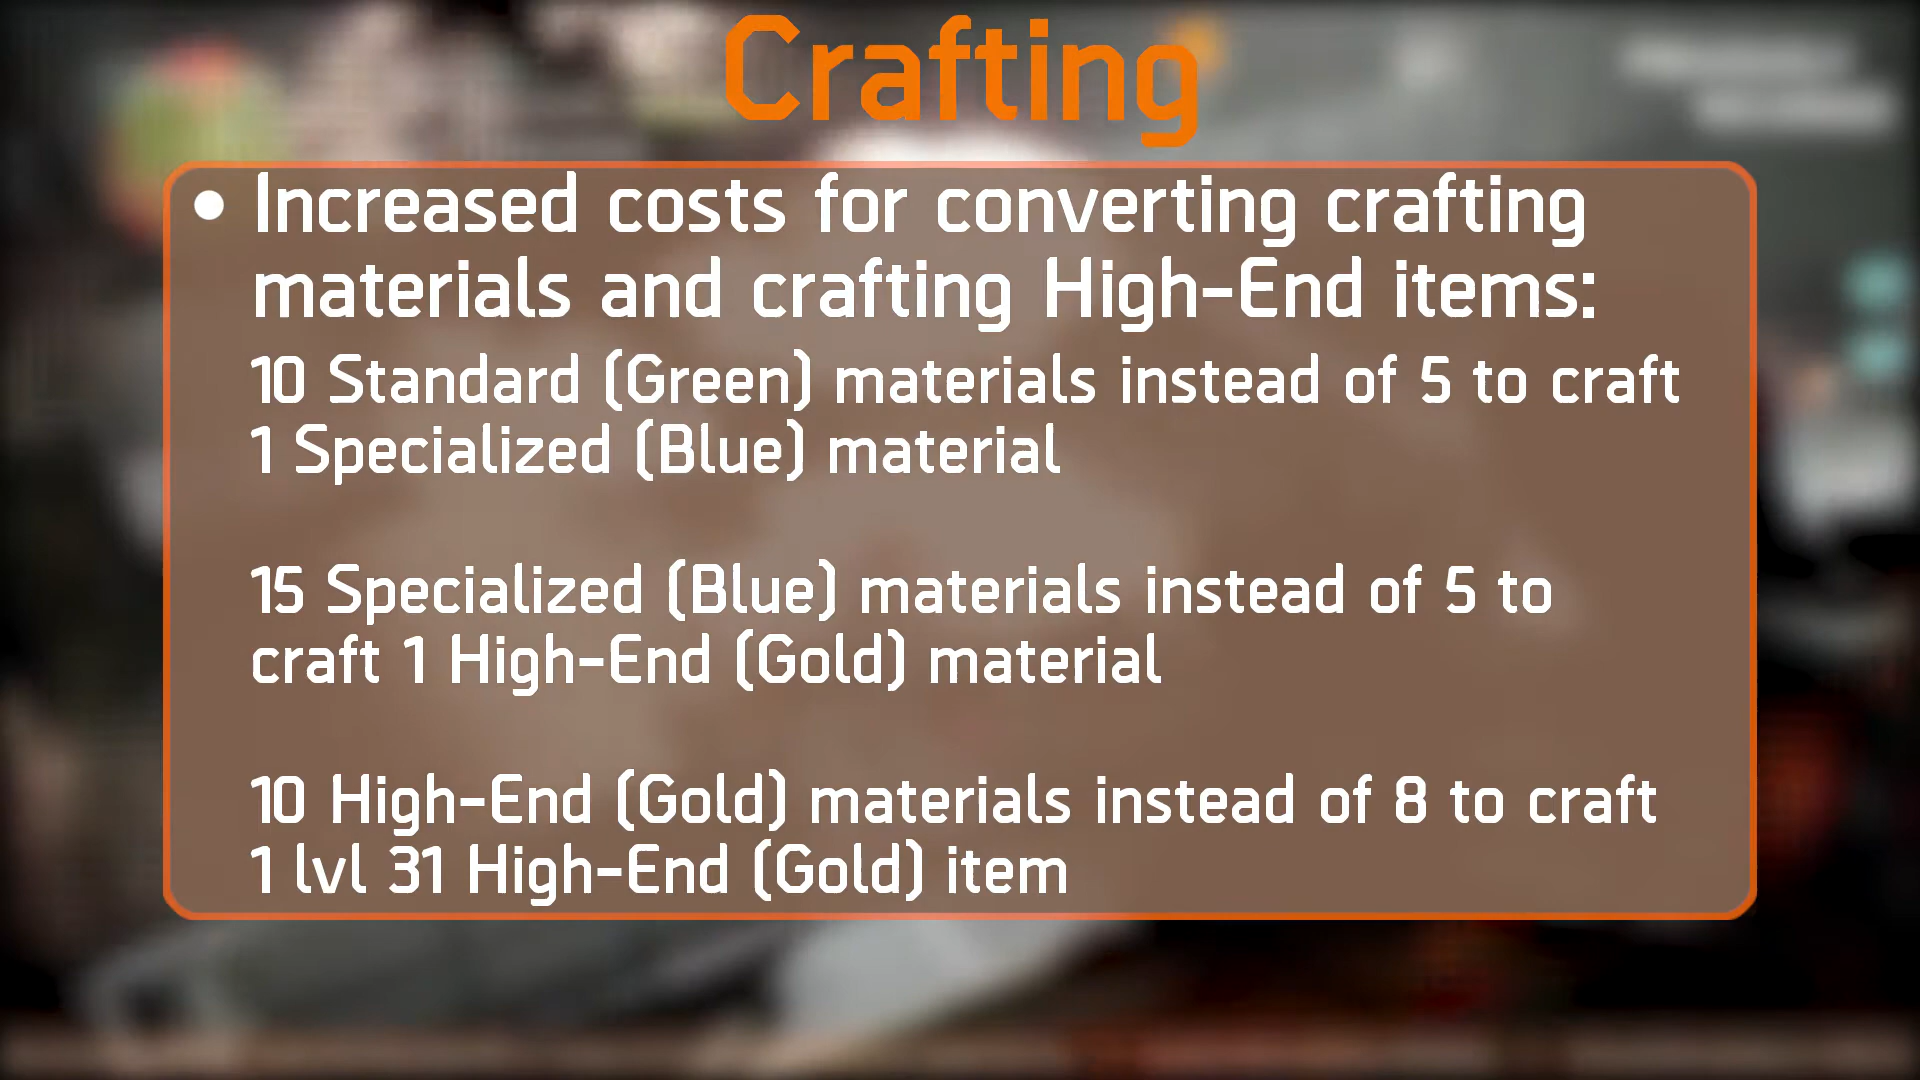 Crafting
• Increased costs for converting crafting
materials and crafting High-End items:
10 Standard (Green) materials instead of 5 to craft
1 Specialized (Blue) material
15 Specialized (Blue) materials instead of 5 to
craft 1 High-End (Gold) material
10 High-End (Gold) materials instead of 8 to craft
1 lvl 31 High-End (Gold) item